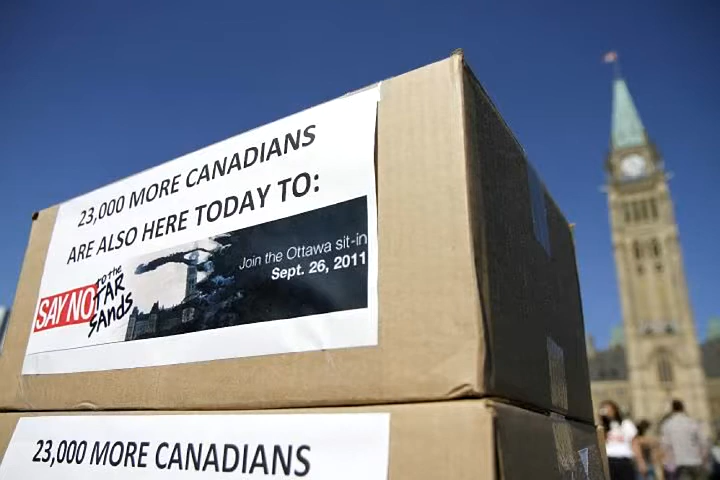 23,000 MORE CANADIANS
ARE ALSO HERE TODAY TO:
Join the Ottawa sit-in
Sept. 26, 2011
SAY NO to the
TAR
SANDS
23,000 MORE CANADIANS